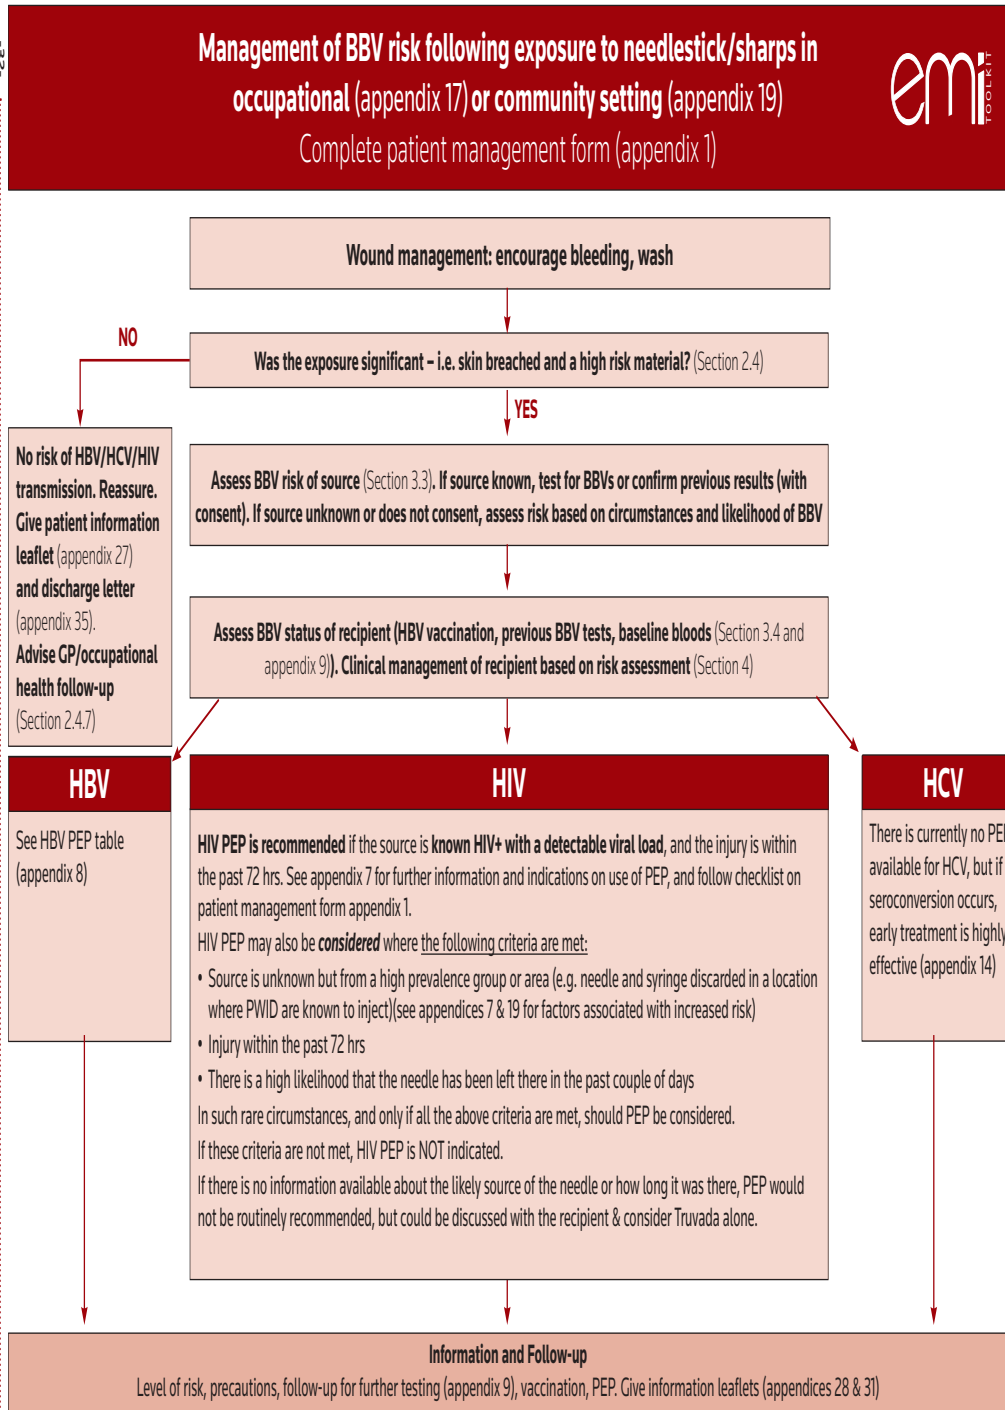 Management of BBV risk following exposure to needlestick/sharps in
occupational (appendix 17) or community setting (appendix 19)
Complete patient management form (appendix 1)
emi
TOOLKIT
Wound management: encourage bleeding, wash
NO
Was the exposure significant – i.e. skin breached and a high risk material? (Section 2.4)
YES
No risk of HBV/HCV/HIV
transmission. Reassure.
Give patient information
leaflet (appendix 27)
and discharge letter
(appendix 35).
Advise GP/occupational
health follow-up
(Section 2.4.7)
Assess BBV risk of source (Section 3.3). If source known, test for BBVs or confirm previous results (with
consent). If source unknown or does not consent, assess risk based on circumstances and likelihood of BBV
Assess BBV status of recipient (HBV vaccination, previous BBV tests, baseline bloods (Section 3.4 and
appendix 9)). Clinical management of recipient based on risk assessment (Section 4)
HBV
See HBV PEP table
(appendix 8)
HIV
HIV PEP is recommended if the source is known HIV+ with a detectable viral load, and the injury is within
the past 72 hrs. See appendix 7 for further information and indications on use of PEP, and follow checklist on
patient management form appendix 1.
HIV PEP may also be considered where the following criteria are met:
• Source is unknown but from a high prevalence group or area (e.g. needle and syringe discarded in a location
where PWID are known to inject)(see appendices 7 & 19 for factors associated with increased risk)
• Injury within the past 72 hrs
• There is a high likelihood that the needle has been left there in the past couple of days
In such rare circumstances, and only if all the above criteria are met, should PEP be considered.
If these criteria are not met, HIV PEP is NOT indicated.
If there is no information available about the likely source of the needle or how long it was there, PEP would
not be routinely recommended, but could be discussed with the recipient & consider Truvada alone.
HCV
There is currently no PEP
available for HCV, but if
seroconversion occurs,
early treatment is highly
effective (appendix 14)
Information and Follow-up
Level of risk, precautions, follow-up for further testing (appendix 9), vaccination, PEP. Give information leaflets (appendices 28 & 31)